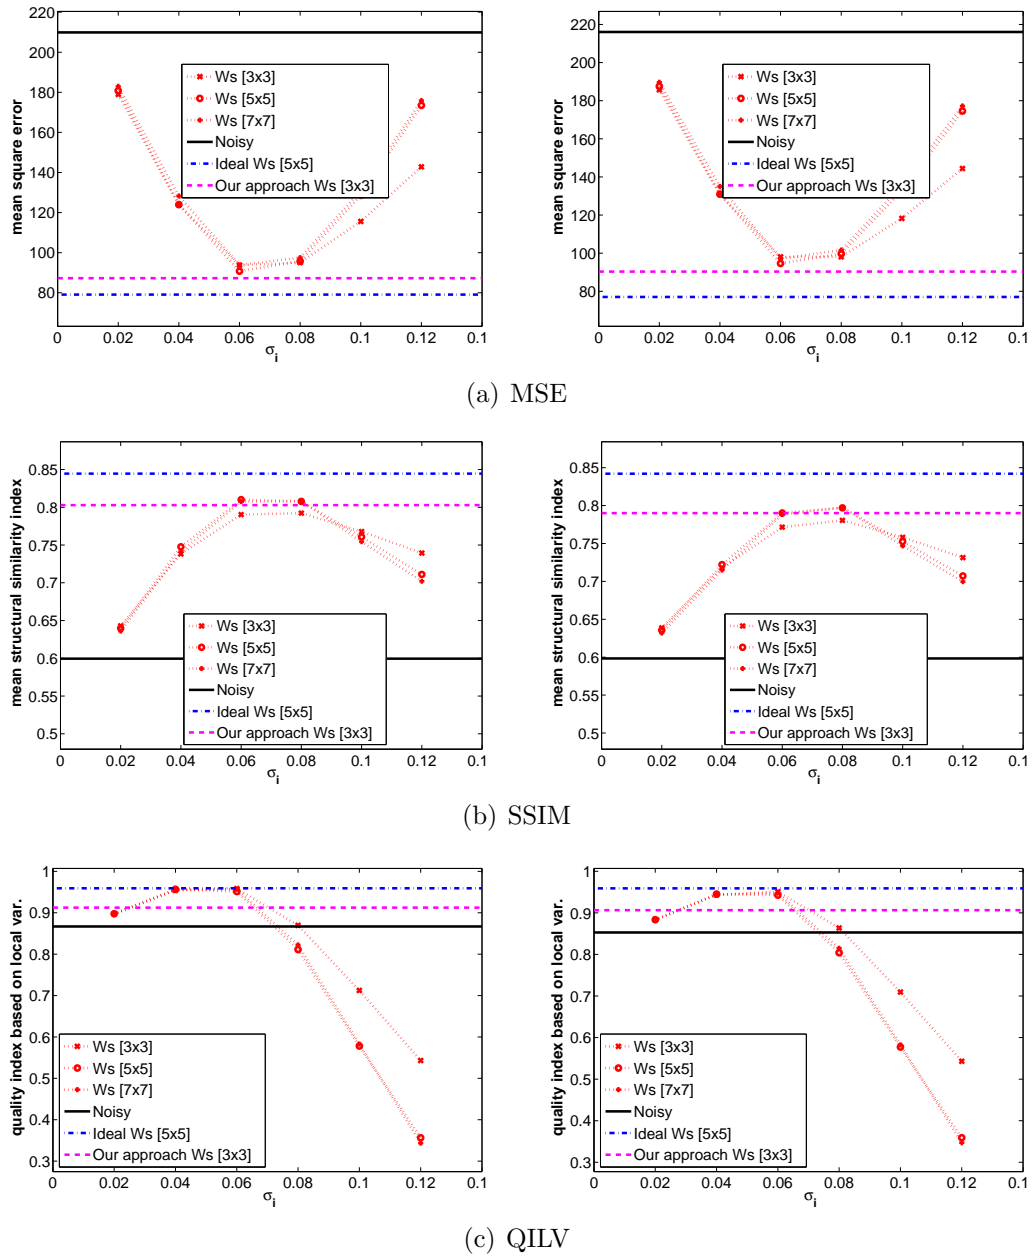 220
200
180
160
140
120
100
80
0
0.02
0.04
0.06
0.08
0.1
0.12
0.1
mean square error
σi
Ws [3x3]
Ws [5x5]
Ws [7x7]
Noisy
Ideal Ws [5x5]
Our approach Ws [3x3]
220
200
180
160
140
120
100
80
0
0.02
0.04
0.06
0.08
0.1
0.12
0.1
mean square error
σi
Ws [3x3]
Ws [5x5]
Ws [7x7]
Noisy
Ideal Ws [5x5]
Our approach Ws [3x3]
(a) MSE
0.85
0.8
0.75
0.7
0.65
0.6
0.55
0.5
0
0.02
0.04
0.06
0.08
0.1
0.12
0.1
mean structural similarity index
σi
Ws [3x3]
Ws [5x5]
Ws [7x7]
Noisy
Ideal Ws [5x5]
Our approach Ws [3x3]
0.85
0.8
0.75
0.7
0.65
0.6
0.55
0.5
0
0.02
0.04
0.06
0.08
0.1
0.12
0.1
mean structural similarity index
σi
Ws [3x3]
Ws [5x5]
Ws [7x7]
Noisy
Ideal Ws [5x5]
Our approach Ws [3x3]
(b) SSIM
1
0.9
0.8
0.7
0.6
0.5
0.4
0.3
0
0.02
0.04
0.06
0.08
0.1
0.12
0.1
quality index based on local var.
σi
Ws [3x3]
Ws [5x5]
Ws [7x7]
Noisy
Ideal Ws [5x5]
Our approach Ws [3x3]
1
0.9
0.8
0.7
0.6
0.5
0.4
0.3
0
0.02
0.04
0.06
0.08
0.1
0.12
0.1
quality index based on local var.
σi
Ws [3x3]
Ws [5x5]
Ws [7x7]
Noisy
Ideal Ws [5x5]
Our approach Ws [3x3]
(c) QILV